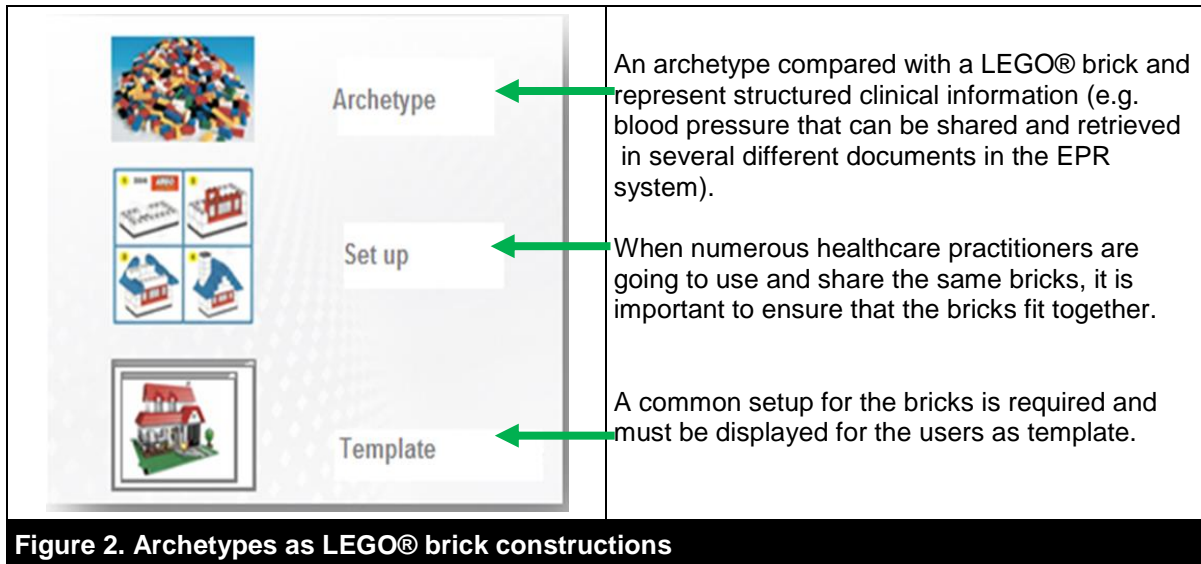 Archetype
An archetype compared with a LEGO® brick and
represent structured clinical information (e.g.
blood pressure that can be shared and retrieved
in several different documents in the EPR
system).
Set up
When numerous healthcare practitioners are
going to use and share the same bricks, it is
important to ensure that the bricks fit together.
Template
A common setup for the bricks is required and
must be displayed for the users as template.
Figure 2. Archetypes as LEGO® brick constructions